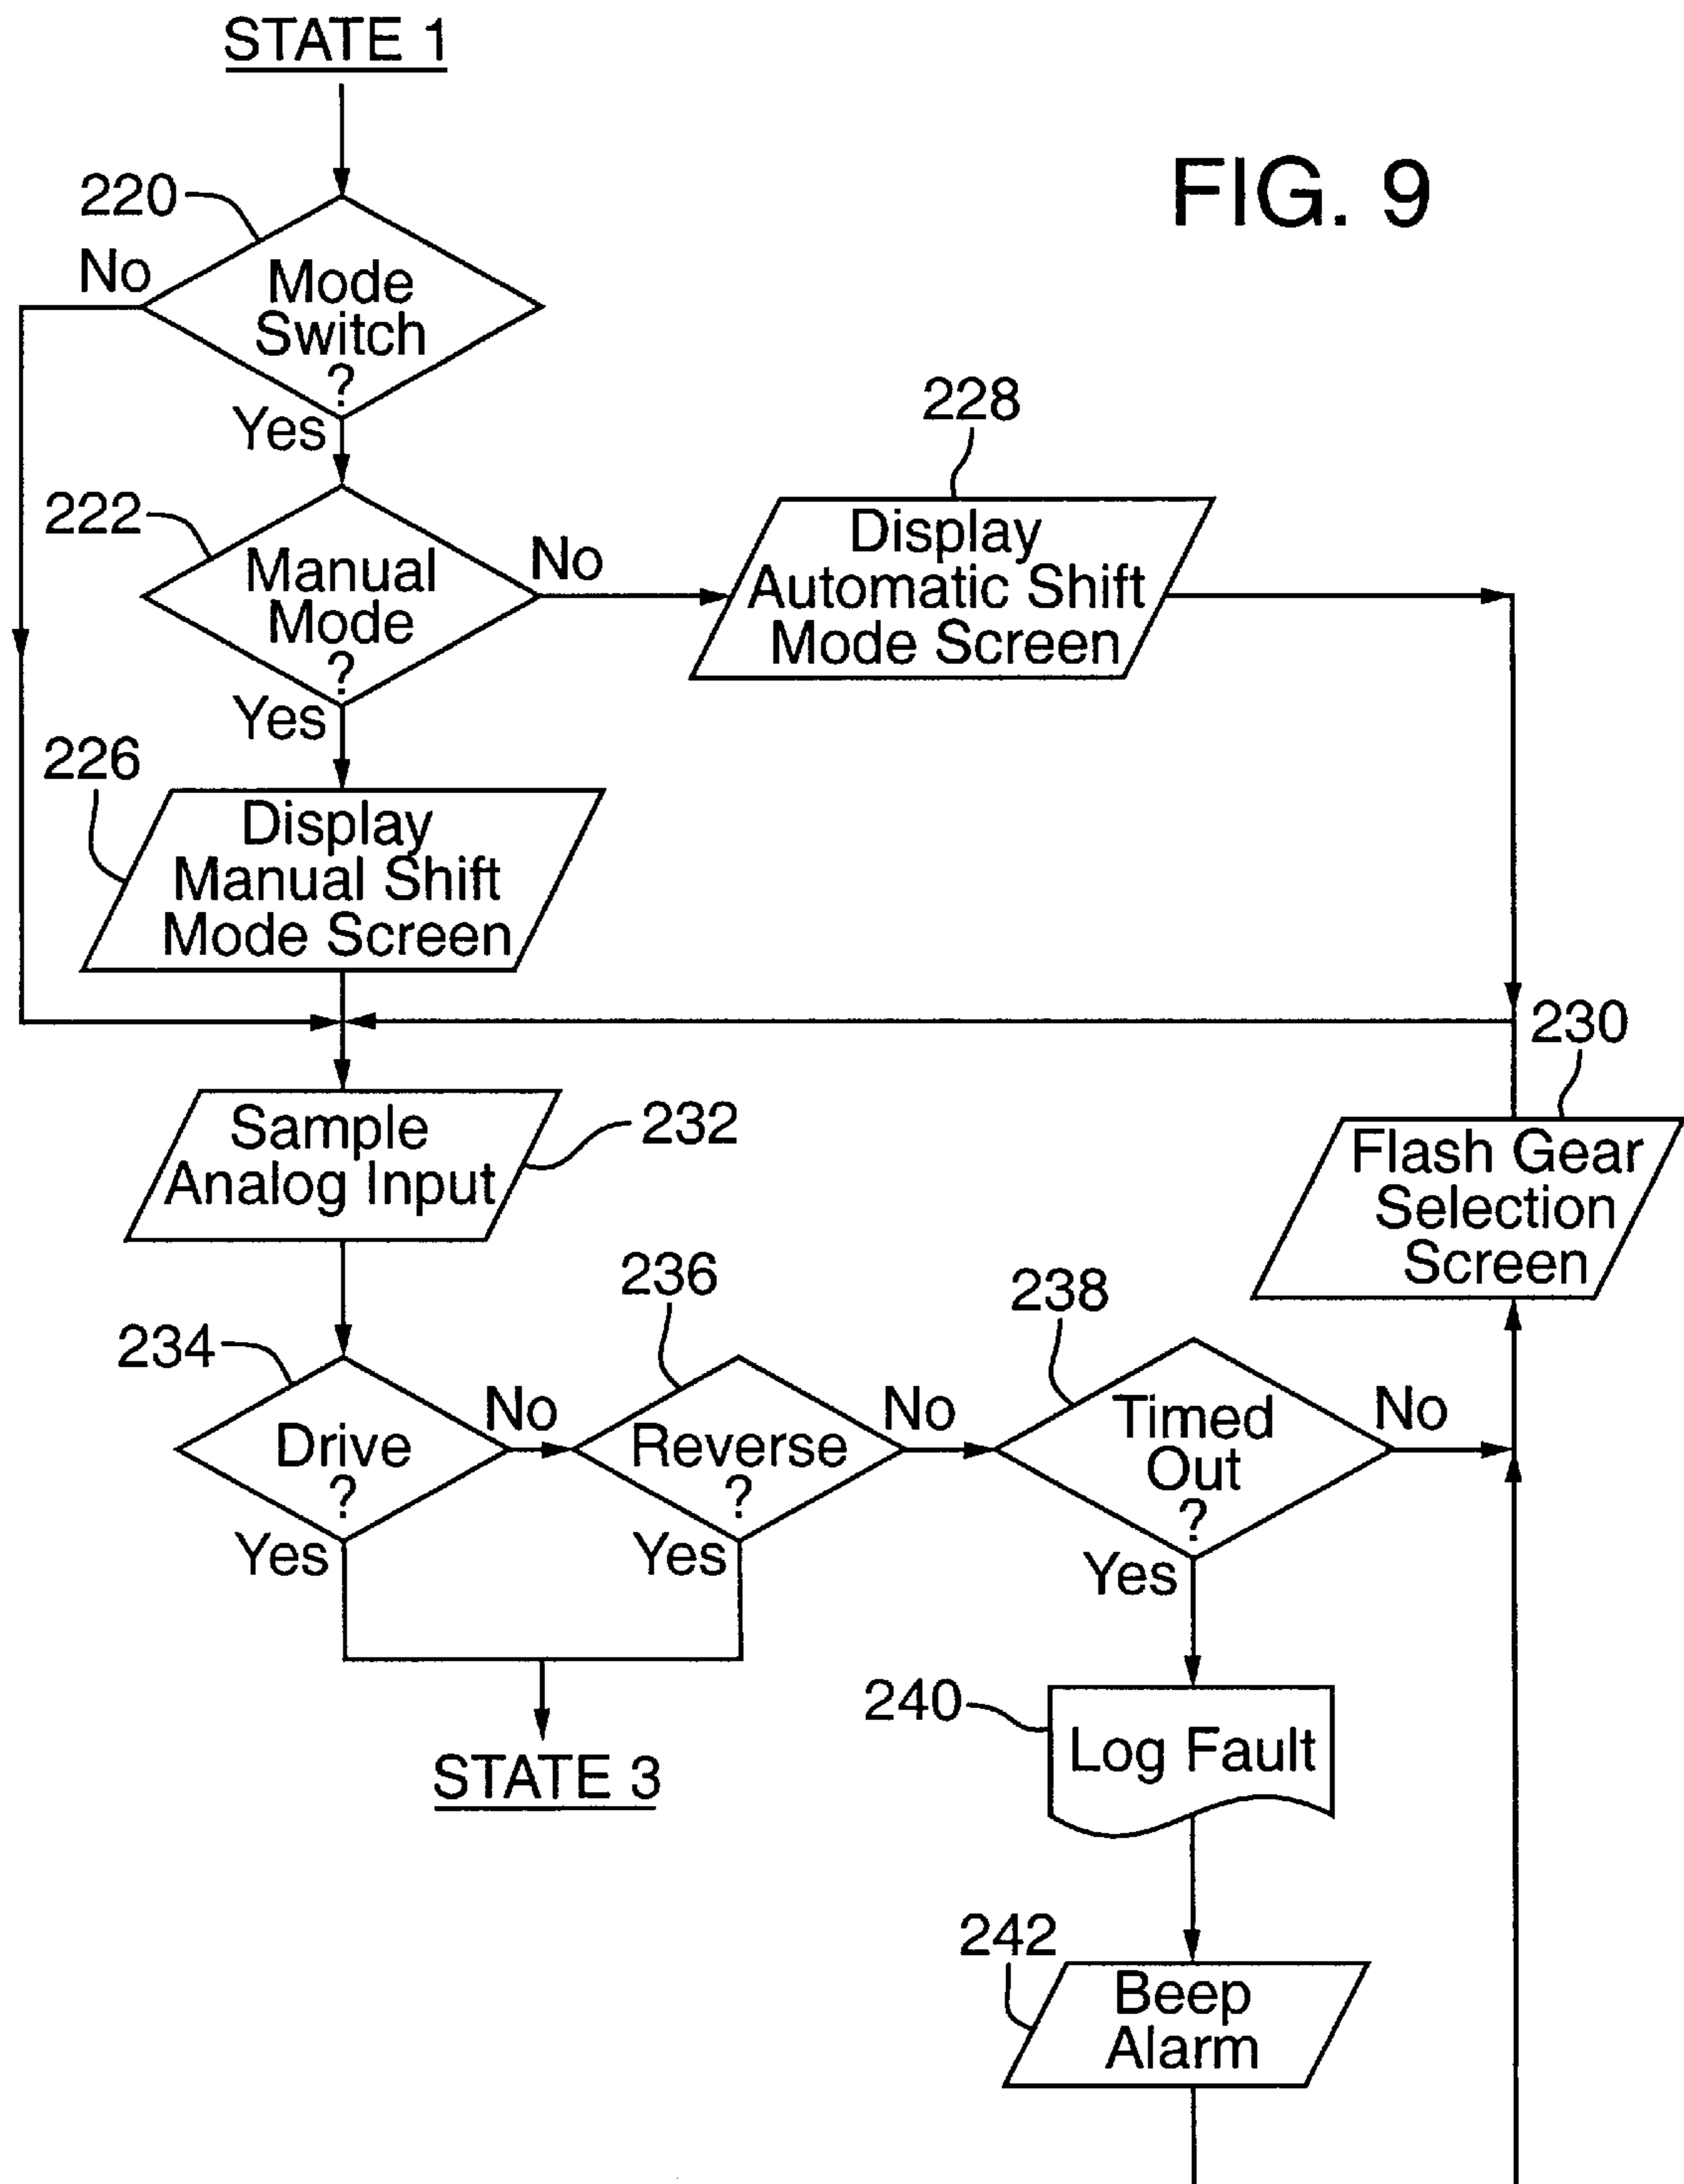 STATE 1
FIG. 9
220
No
Mode
Switch
?
Yes
228
222
Manual
Mode
?
No
Display
Automatic Shift
Mode Screen
Yes
226
Display
Manual Shift
Mode Screen
230
Sample
Analog Input
232
Flash Gear
Selection
Screen
234
236
238
Drive
?
No
Reverse
?
No
Timed
Out
?
No
Yes
Yes
Yes
STATE 3
240
Log Fault
242
Beep
Alarm